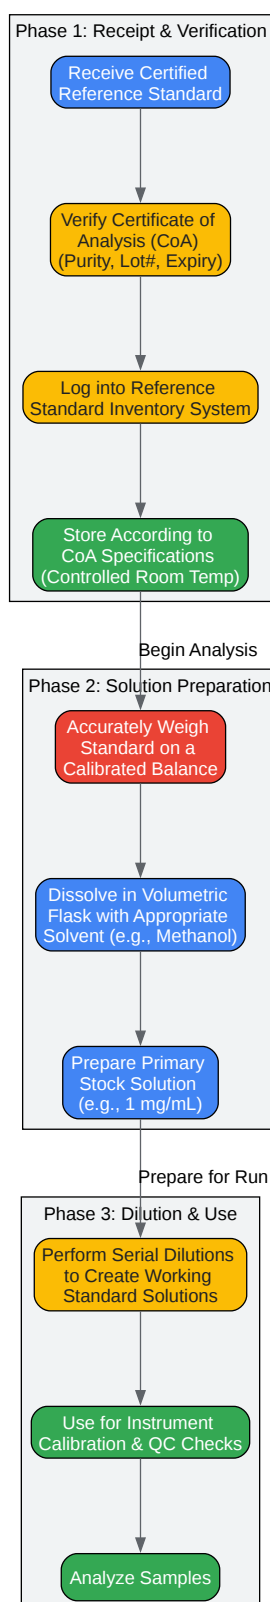 Phase 1: Receipt & Verification
Receive Certified
Reference Standard
Verify Certificate of
Analysis (CoA)
(Purity, Lot#, Expiry)
Log into Reference
Standard Inventory System
Store According to
CoA Specifications
(Controlled Room Temp)
Begin Analysis
Phase 2: Solution Preparation
Accurately Weigh
Standard on a
Calibrated Balance
Dissolve in Volumetric
Flask with Appropriate
Solvent (e.g., Methanol)
Prepare Primary
Stock Solution
(e.g., 1 mg/mL)
Prepare for Run
Phase 3: Dilution & Use
Perform Serial Dilutions
to Create Working
Standard Solutions
Use for Instrument
Calibration & QC Checks
Analyze Samples